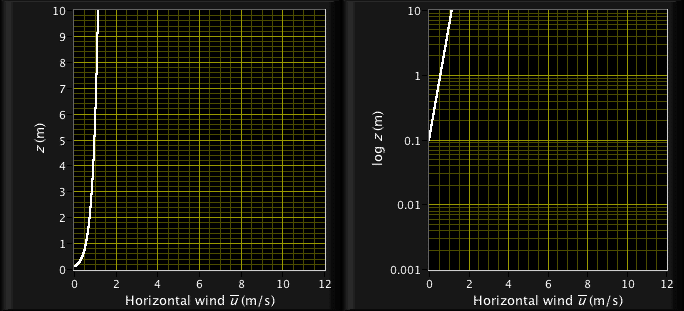 10
9
8
7
6
5
4
3
2
1
0
z (m)
0 2 4 6 8 10 12
Horizontal wind u̅ (m/s)
10
1
0.1
0.01
0.001
log z (m)
0 2 4 6 8 10 12
Horizontal wind u̅ (m/s)